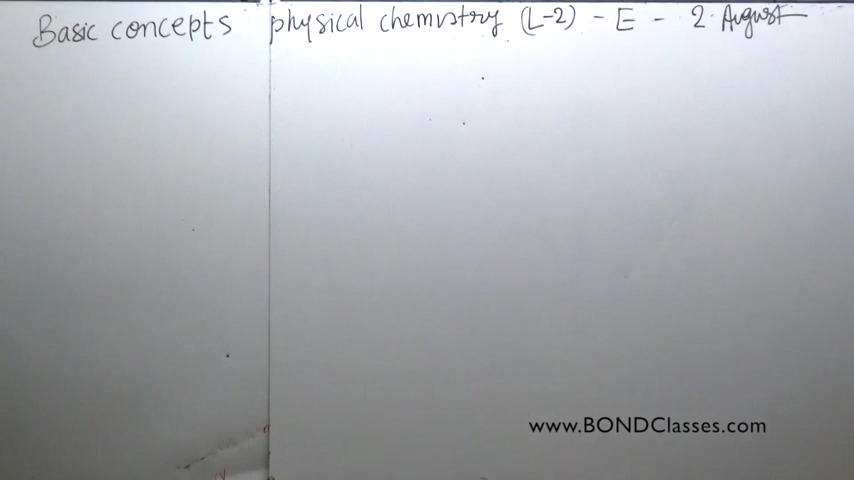 Basic concepts physical chemistry (L-2) - E - 2 August
www.BONDClasses.com